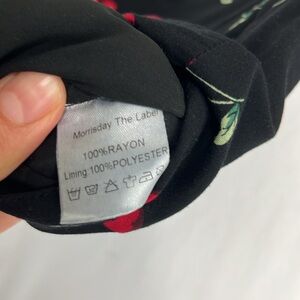 Morrisday The Label
100%RAYON
Lining 100%POLYESTER